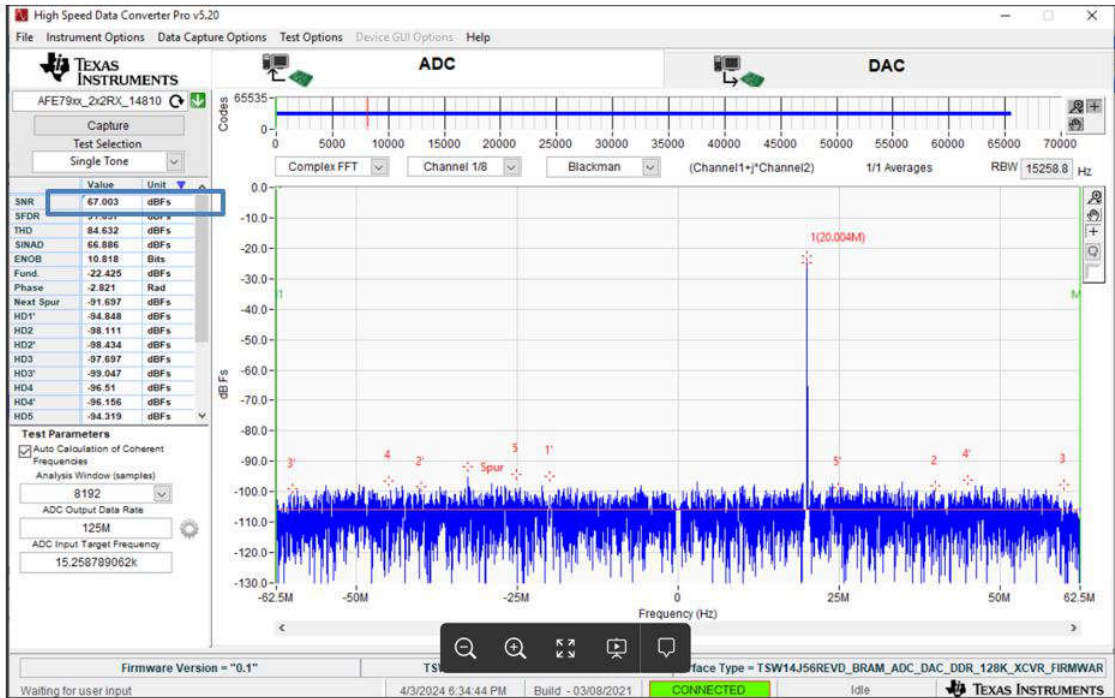 High Speed Data Converter Pro v5.20
File Instrument Options Data Capture Options Test Options Device GUI Options Help
TEXAS INSTRUMENTS
ADC
DAC
AFE79xx_2x2RX_14810
Capture
Test Selection
Single Tone
Value Unit
SNR 67.003 dBFs
SFDR
THD 84.632 dBFs
SINAD 66.886 dBFs
ENOB 10.818 Bits
Fund. -22.425 dBFs
Phase -2.821 Rad
Next Spur -91.697 dBFs
HD1' -94.848 dBFs
HD2 -98.111 dBFs
HD2' -98.434 dBFs
HD3 -97.697 dBFs
HD3' -99.047 dBFs
HD4 -96.51 dBFs
HD4' -96.156 dBFs
HD5 -94.319 dBFs
Test Parameters
Auto Calculation of Coherent
Frequencies
Analysis Window (samples)
8192
ADC Output Data Rate
125M
ADC Input Target Frequency
15.258789062k
Codes
65535
0
0 5000 10000 15000 20000 25000 30000 35000 40000 45000 50000 55000 60000 65000 70000
Complex FFT Channel 1/8 Blackman (Channel1+j*Channel2) 1/1 Averages RBW 15258.8 Hz
dB Fs
0.0
-10.0
-20.0
-30.0
-40.0
-50.0
-60.0
-70.0
-80.0
-90.0
-100.0
-110.0
-120.0
-130.0
1(20.004M)
M
3' 4 2' Spur 5 1' 5' 2 4' 3
-62.5M -50M -25M 0 25M 50M 62.5M
Frequency (Hz)
Firmware Version = "0.1"
face Type = TSW14J56REVD_BRAM_ADC_DAC_DDR_128K_XCVR_FIRMWAR
Waiting for user input
4/3/2024 6:34:44 PM
Build - 03/08/2021
CONNECTED
Idle
TEXAS INSTRUMENTS